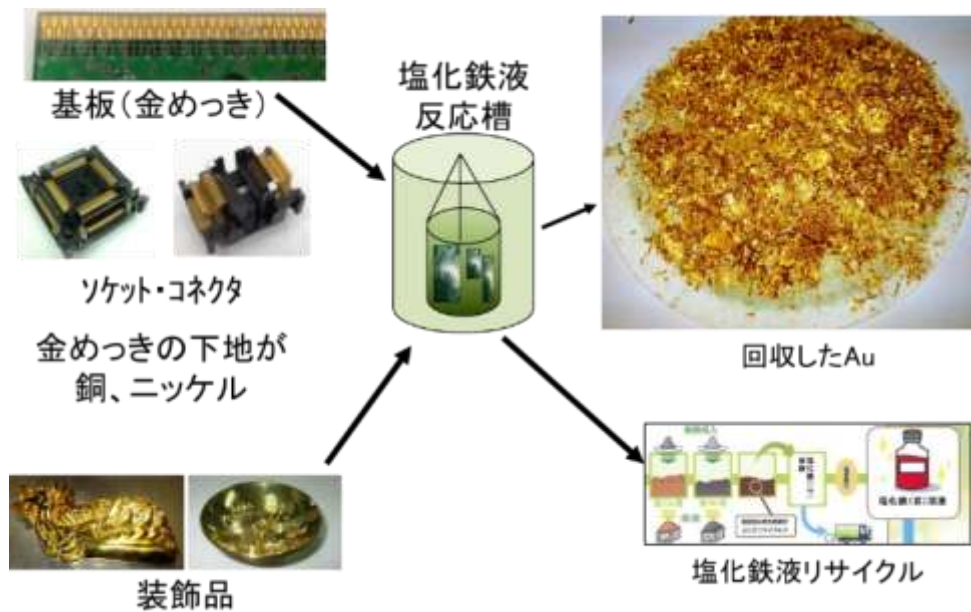 基板(金めっき)
塩化鉄液
反応槽
ソケット・コネクタ
金めっきの下地が
銅、ニッケル
回収したAu
装飾品
塩化鉄液リサイクル